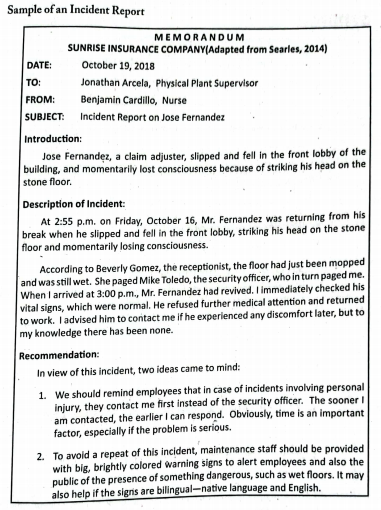 Sample of an Incident Report
MEMORANDUM
SUNRISE INSURANCE COMPANY(Adapted from Searles, 2014)
DATE: October 19, 2018
TO: Jonathan Arcela, Physical Plant Supervisor
FROM: Benjamin Cardillo, Nurse
SUBJECT: Incident Report on Jose Fernandez
Introduction:
Jose Fernandez, a claim adjuster, slipped and fell in the front lobby of the
building, and momentarily lost consciousness because of striking his head on the
stone floor.
Description of Incident:
At 2:55 p.m. on Friday, October 16, Mr. Fernandez was returning from his
break when he slipped and fell in the front lobby, striking his head on the stone
floor and momentarily losing consciousness.
According to Beverly Gomez, the receptionist, the floor had just been mopped
and was still wet. She paged Mike Toledo, the security officer, who in turn paged me.
When I arrived at 3:00 p.m., Mr. Fernandez had revived. I immediately checked his
vital signs, which were normal. He refused further medical attention and returned
to work. I advised him to contact me if he experienced any discomfort later, but to
my knowledge there has been none.
Recommendation:
In view of this incident, two ideas came to mind:
1. We should remind employees that in case of incidents involving personal
injury, they contact me first instead of the security officer. The sooner I
am contacted, the earlier I can respond. Obviously, time is an important
factor, especially if the problem is serious.
2. To avoid a repeat of this incident, maintenance staff should be provided
with big, brightly colored warning signs to alert employees and also the
public of the presence of something dangerous, such as wet floors. It may
also help if the signs are bilingual—native language and English.